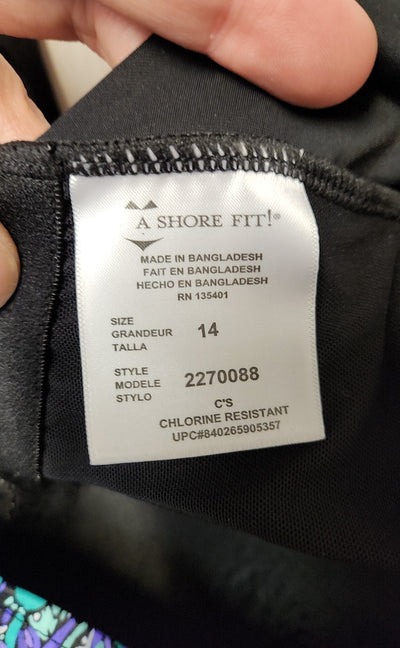 A SHORE FIT!®
MADE IN BANGLADESH
FAIT EN BANGLADESH
HECHO EN BANGLADESH
RN 135401
SIZE
GRANDEUR 14
TALLA
STYLE
MODELE 2270088
STYLO
C'S
CHLORINE RESISTANT
UPC#840265905357